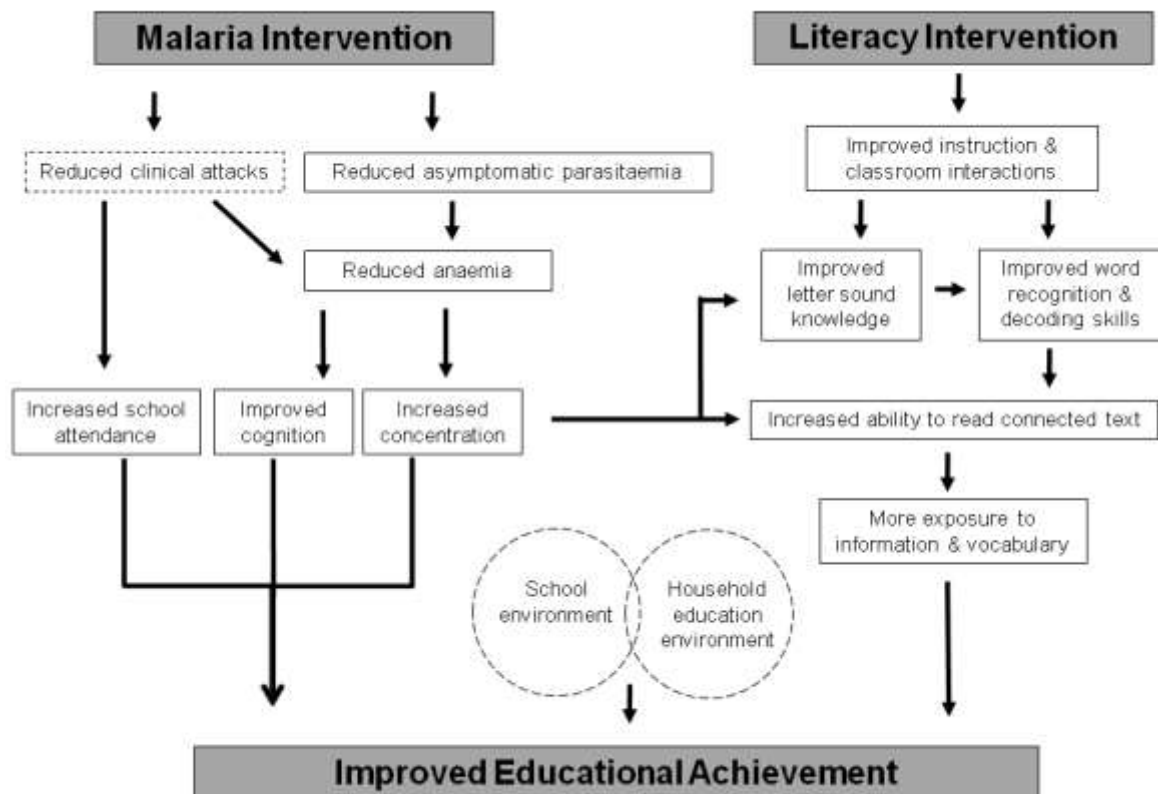 Malaria Intervention
Literacy Intervention
Reduced clinical attacks
Reduced asymptomatic parasitaemia
Improved instruction &
classroom interactions
Reduced anaemia
Improved
letter sound
knowledge
Improved word
recognition &
decoding skills
Increased school
attendance
Improved
cognition
Increased
concentration
Increased ability to read connected text
More exposure to
information & vocabulary
School
environment
Household
education
environment
Improved Educational Achievement